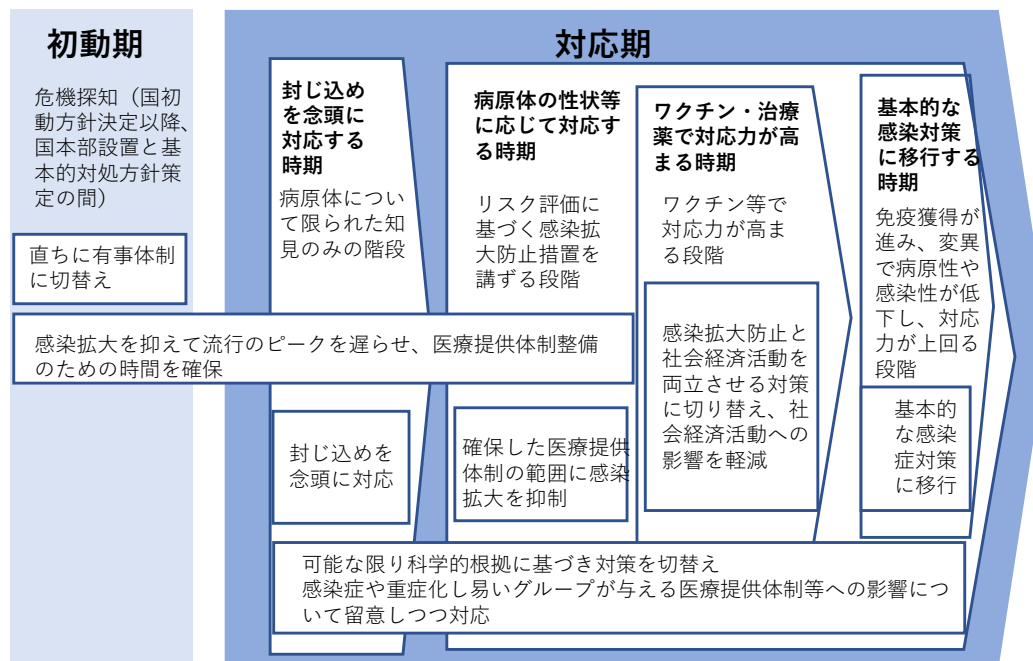 初動期
危機探知（国初
動方針決定以降、
国本部設置と基
本的対処方針策
定の間）
直ちに有事体制
に切替え
対応期
封じ込め
を念頭に
対応する
時期
病原体につい
て限られた知
見のみの階段
病原体の性状等
に応じて対応す
る時期
リスク評価に
基づく感染拡
大防止措置を
講ずる段階
ワクチン・治療
薬で対応力が高
まる時期
ワクチン等で
対応力が高ま
る段階
基本的な
感染対策
に移行する
時期
免疫獲得が
進み、変異
で病原性や
感染性が低
下し、対応
力が上回る
段階
感染拡大を抑えて流行のピークを遅らせ、医療提供体制整備
のための時間を確保
封じ込めを
念頭に対応
確保した医療提供
体制の範囲に感染
拡大を抑制
感染拡大防止と
社会経済活動を
両立させる対策
に切り替え、社
会経済活動への
影響を軽減
基本的
な感染
症対策
に移行
可能な限り科学的根拠に基づき対策を切替え
感染症や重症化し易いグループが与える医療提供体制等への影響につ
いて留意しつつ対応